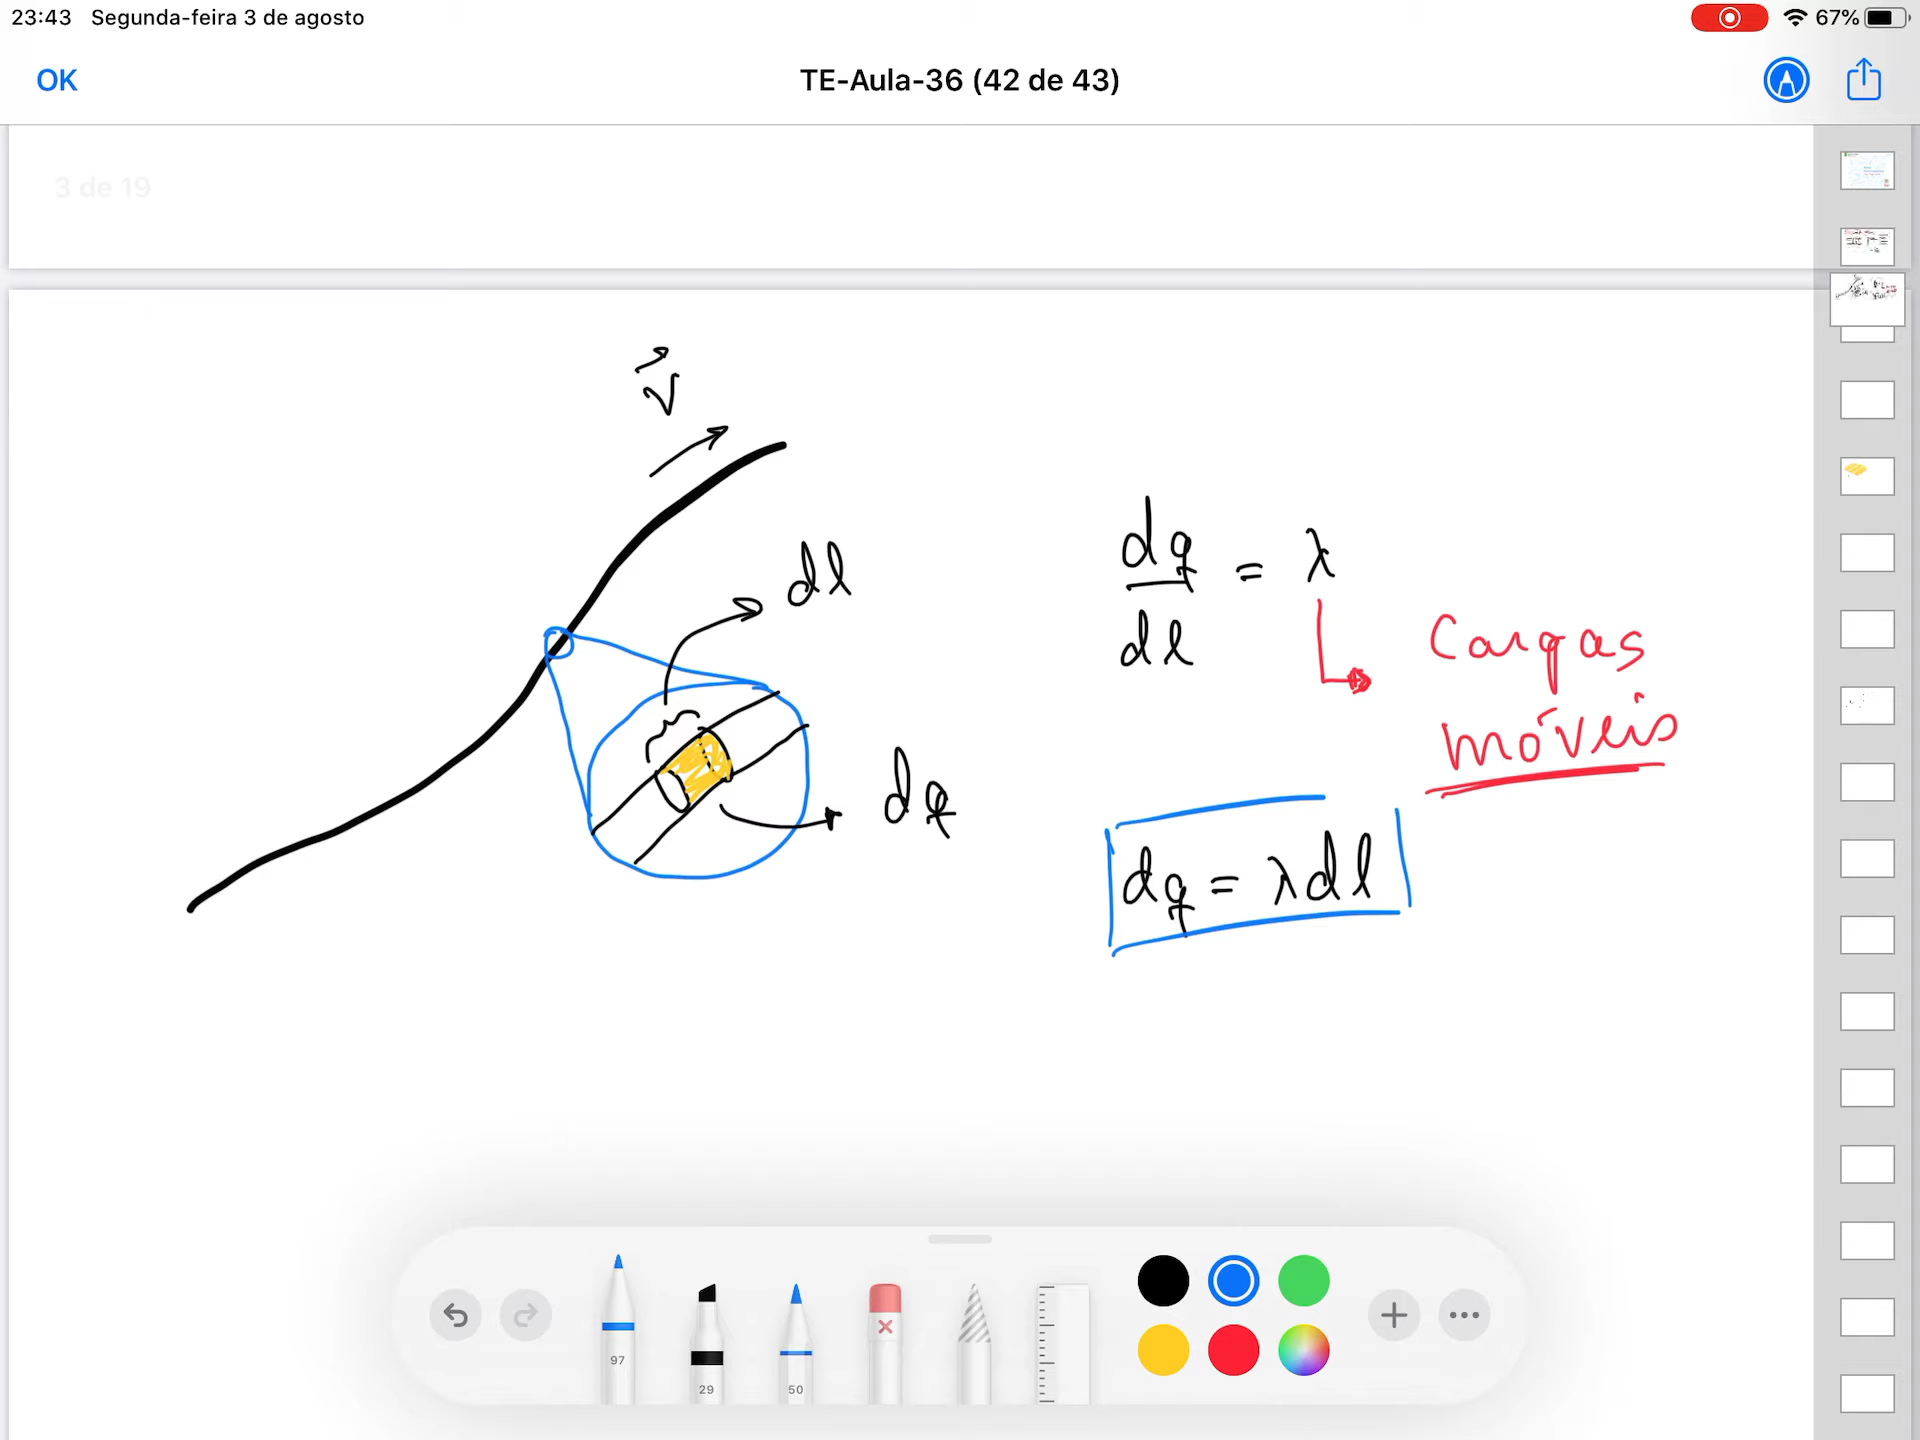 23:43 Segunda-feira 3 de agosto
67%
OK
TE-Aula-36 (42 de 43)
3 de 19
v⃗
dl
dq
dq/dl = λ
Cargas
móveis
dq = λdl
97
29
50